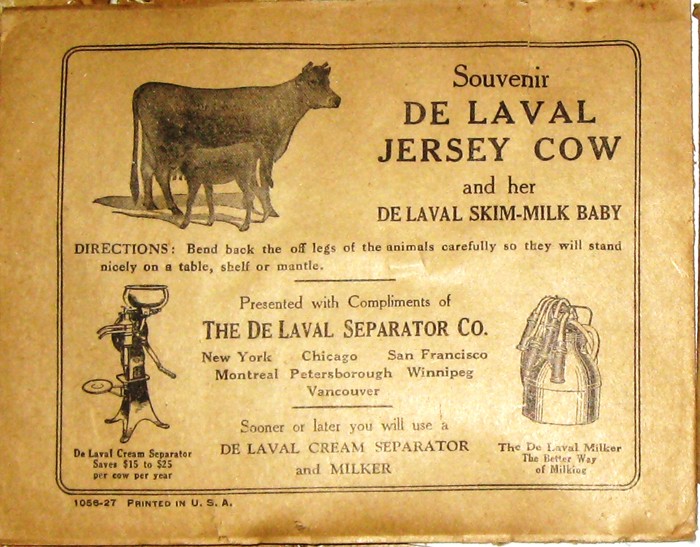 Souvenir
DE LAVAL
JERSEY COW
and her
DE LAVAL SKIM-MILK BABY
DIRECTIONS: Bend back the off legs of the animals carefully so they will stand
nicely on a table, shelf or mantle.
Presented with Compliments of
THE DE LAVAL SEPARATOR CO.
New York Chicago San Francisco
Montreal Petersborough Winnipeg
Vancouver
Sooner or later you will use a
DE LAVAL CREAM SEPARATOR
and MILKER
De Laval Cream Separator
Saves $15 to $25
per cow per year
The De Laval Milker
The Better Way
of Milking
1056-27 PRINTED IN U. S. A.